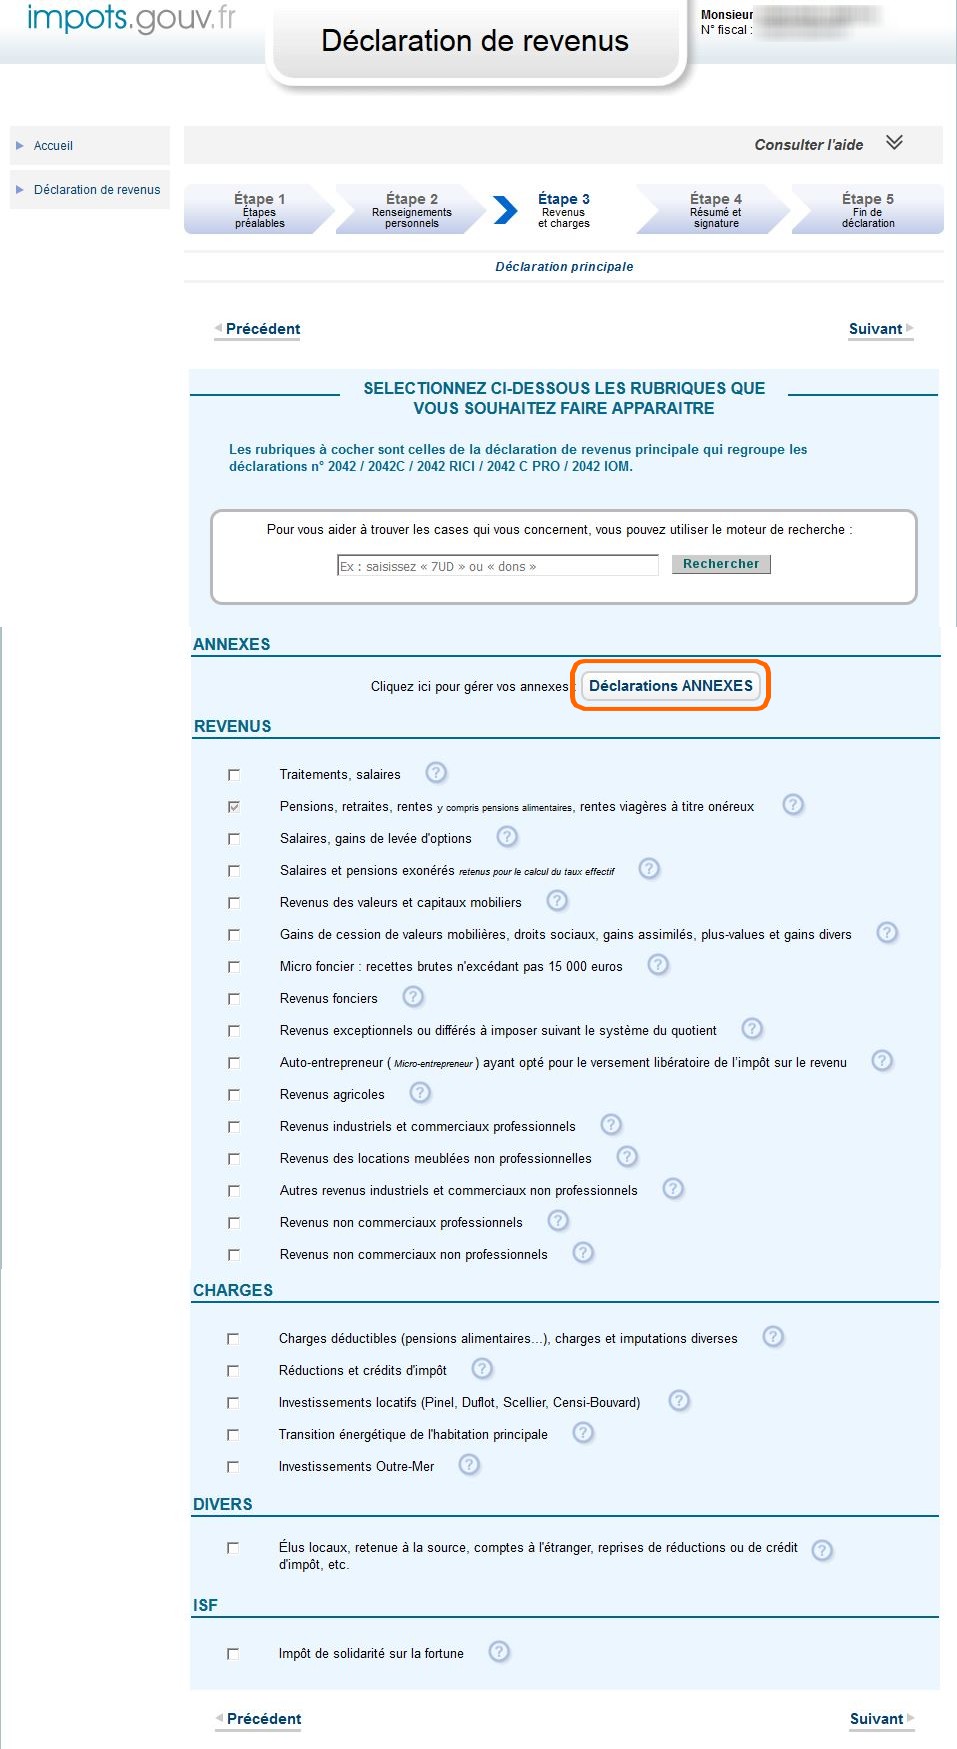 impots.gouv.fr
Déclaration de revenus
Monsieur
N° fiscal :
Accueil
Déclaration de revenus
Consulter l'aide
Étape 1
Étapes
préalables
Étape 2
Renseignements
personnels
Étape 3
Revenus
et charges
Étape 4
Résumé et
signature
Étape 5
Fin de
déclaration
Déclaration principale
Précédent
Suivant
SELECTIONNEZ CI-DESSOUS LES RUBRIQUES QUE
VOUS SOUHAITEZ FAIRE APPARAITRE
Les rubriques à cocher sont celles de la déclaration de revenus principale qui regroupe les
déclarations n° 2042 / 2042C / 2042 RICI / 2042 C PRO / 2042 IOM.
Pour vous aider à trouver les cases qui vous concernent, vous pouvez utiliser le moteur de recherche :
Ex : saisissez « 7UD » ou « dons »
Rechercher
ANNEXES
Cliquez ici pour gérer vos annexes : Déclarations ANNEXES
REVENUS
Traitements, salaires ?
Pensions, retraites, rentes y compris pensions alimentaires, rentes viagères à titre onéreux ?
Salaires, gains de levée d'options ?
Salaires et pensions exonérés retenus pour le calcul du taux effectif ?
Revenus des valeurs et capitaux mobiliers ?
Gains de cession de valeurs mobilières, droits sociaux, gains assimilés, plus-values et gains divers ?
Micro foncier : recettes brutes n'excédant pas 15 000 euros ?
Revenus fonciers ?
Revenus exceptionnels ou différés à imposer suivant le système du quotient ?
Auto-entrepreneur ( Micro-entrepreneur ) ayant opté pour le versement libératoire de l'impôt sur le revenu ?
Revenus agricoles ?
Revenus industriels et commerciaux professionnels ?
Revenus des locations meublées non professionnelles ?
Autres revenus industriels et commerciaux non professionnels ?
Revenus non commerciaux professionnels ?
Revenus non commerciaux non professionnels ?
CHARGES
Charges déductibles (pensions alimentaires...), charges et imputations diverses ?
Réductions et crédits d'impôt ?
Investissements locatifs (Pinel, Duflot, Scellier, Censi-Bouvard) ?
Transition énergétique de l'habitation principale ?
Investissements Outre-Mer ?
DIVERS
Élus locaux, retenue à la source, comptes à l'étranger, reprises de réductions ou de crédit ?
d'impôt, etc.
ISF
Impôt de solidarité sur la fortune ?
Précédent
Suivant